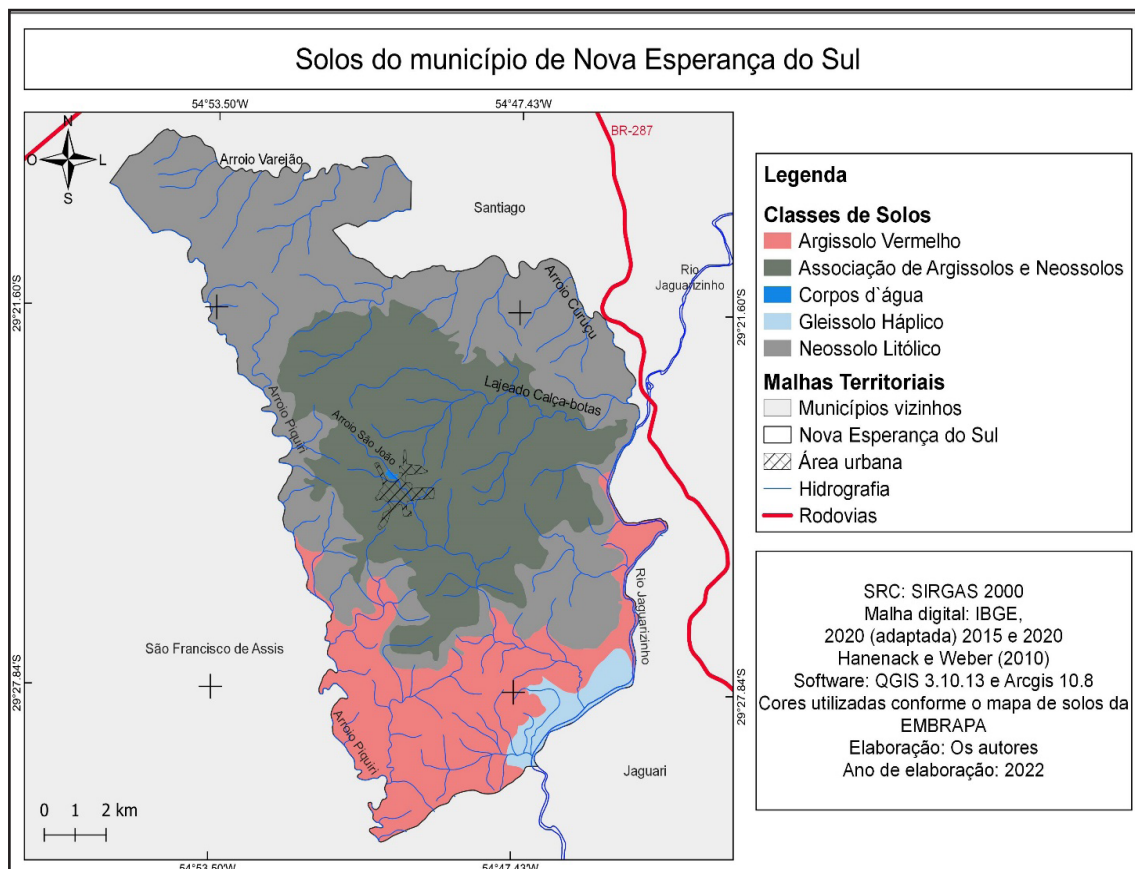 Solos do município de Nova Esperança do Sul
54°53.50'W
54°47.43'W
N
O
L
S
BR-287
Arroio Varejão
Santiago
Rio
Jaguarizinho
Arroio Curuçu
29°21.60'S
29°21.60'S
Lajeado Calça-botas
Arroio Piquiri
Arroio São João
Rio Jaguarizinho
São Francisco de Assis
29°27.84'S
29°27.84'S
Arroio Piquiri
Jaguari
0 1 2 km
54°53.50'W
54°47.43'W
Legenda
Classes de Solos
Argissolo Vermelho
Associação de Argissolos e Neossolos
Corpos d`água
Gleissolo Háplico
Neossolo Litólico
Malhas Territoriais
Municípios vizinhos
Nova Esperança do Sul
Área urbana
Hidrografia
Rodovias
SRC: SIRGAS 2000
Malha digital: IBGE,
2020 (adaptada) 2015 e 2020
Hanenack e Weber (2010)
Software: QGIS 3.10.13 e Arcgis 10.8
Cores utilizadas conforme o mapa de solos da
EMBRAPA
Elaboração: Os autores
Ano de elaboração: 2022